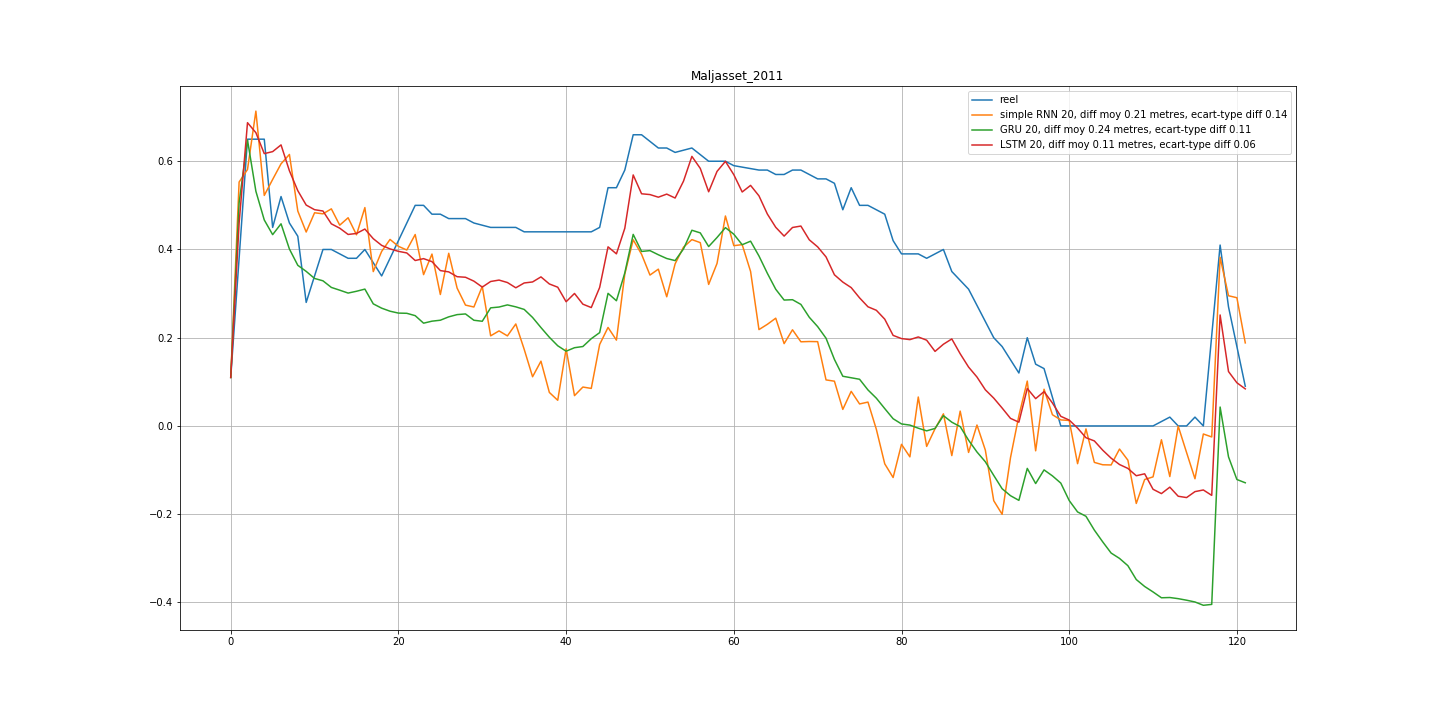 Maljasset_2011
reel
simple RNN 20, diff moy 0.21 metres, ecart-type diff 0.14
GRU 20, diff moy 0.24 metres, ecart-type diff 0.11
LSTM 20, diff moy 0.11 metres, ecart-type diff 0.06
0.6
0.4
0.2
0.0
−0.2
−0.4
0 20 40 60 80 100 120